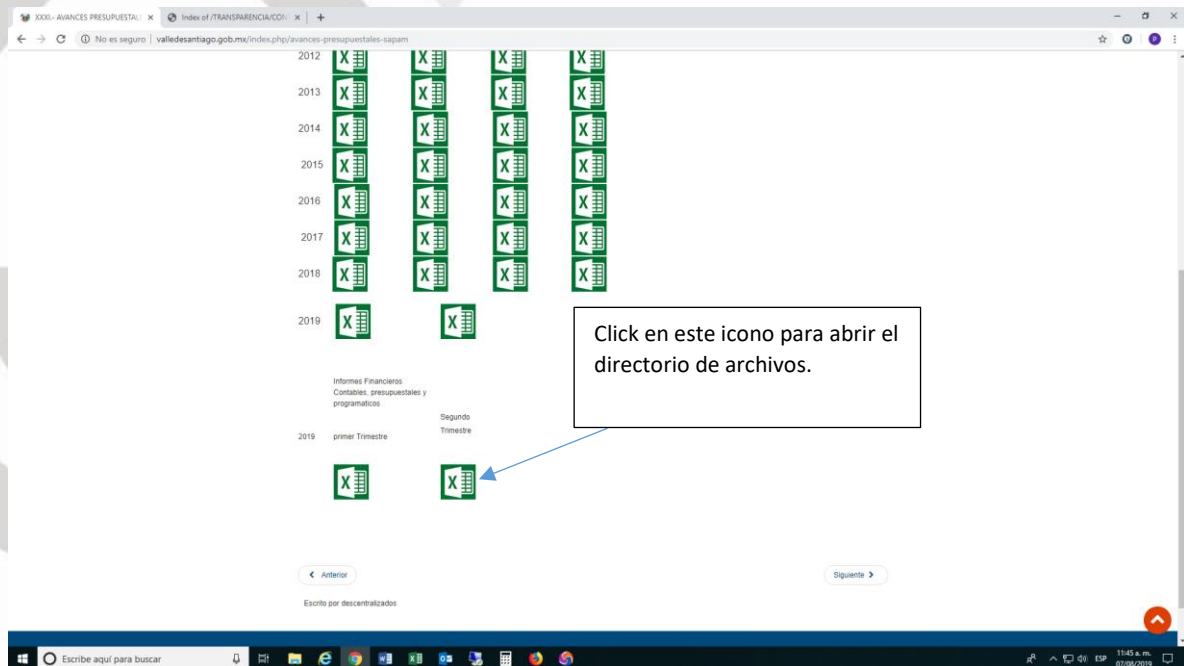 XXXI.- AVANCES PRESUPUESTAL
Index of /TRANSPARENCIA/CON
No es seguro | valledesantiago.gob.mx/index.php/avances-presupuestales-sapam
2012
2013
2014
2015
2016
2017
2018
2019
Click en este icono para abrir el
directorio de archivos.
Informes Financieros
Contables, presupuestales y
programaticos
Segundo
Trimestre
2019 primer Trimestre
Anterior
Siguiente
Escrito por descentralizados
Escribe aquí para buscar
ESP
11:45 a. m.
07/08/2019